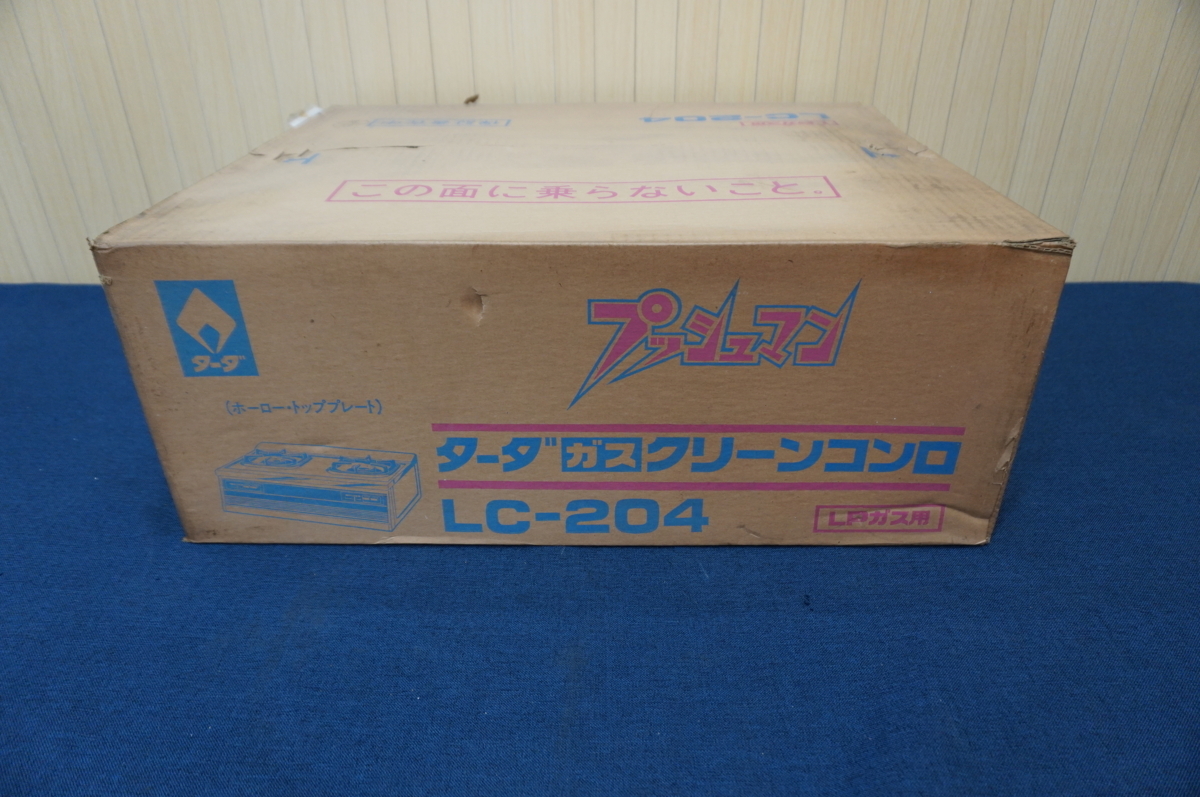 LC-204
この面に乗らないこと。
ターダ
プッシュマン
(ホーロー・トッププレート)
ターダガスクリーンコンロ
LC-204
LPガス用